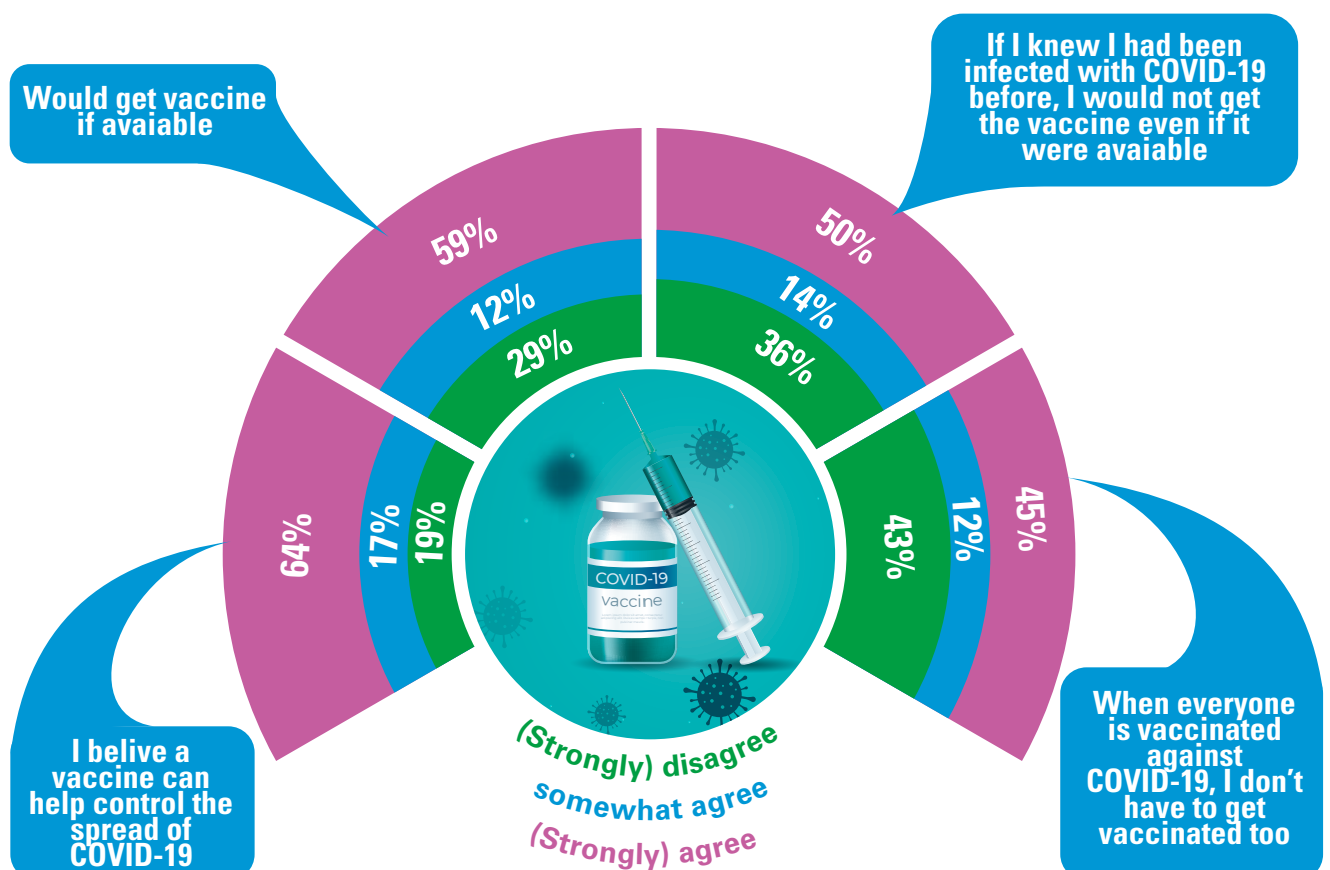 Would get vaccine
if avaiable
If I knew I had been
infected with COVID-19
before, I would not get
the vaccine even if it
were avaiable
59%
12%
29%
50%
14%
36%
64%
17%
19%
43%
12%
45%
COVID-19
vaccine
I belive a
vaccine can
help control the
spread of
COVID-19
When everyone
is vaccinated
against
COVID-19, I don't
have to get
vaccinated too
(Strongly) disagree
somewhat agree
(Strongly) agree